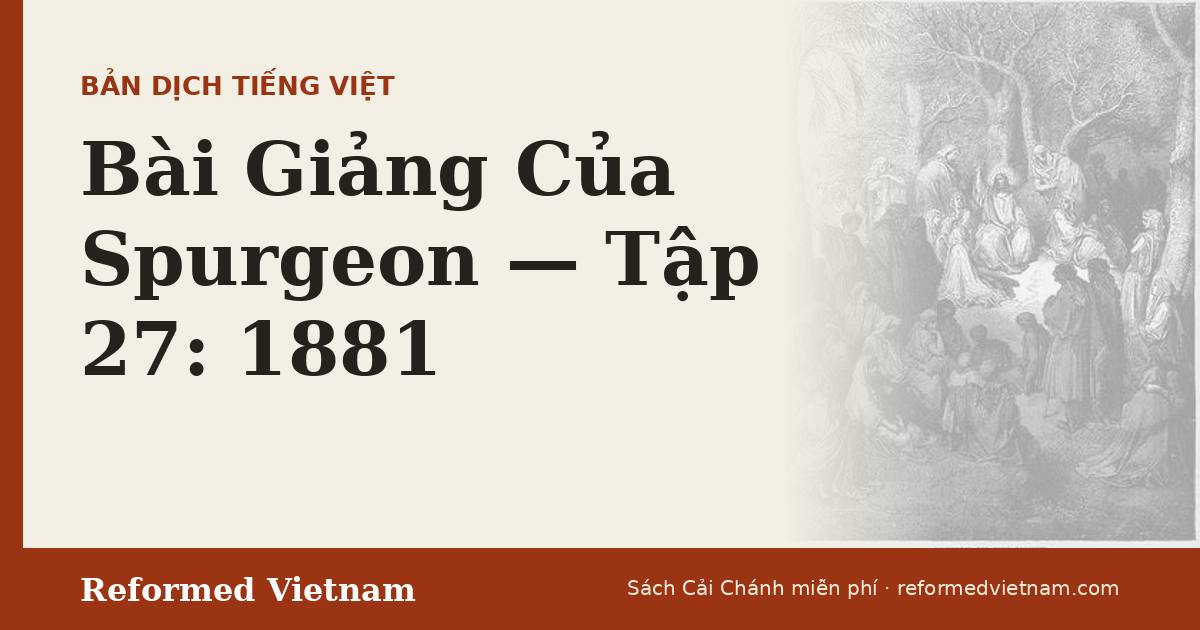 BẢN DỊCH TIẾNG VIỆT
Bài Giảng Của
Spurgeon — Tập
27: 1881
Reformed Vietnam
Sách Cải Chánh miễn phí · reformedvietnam.com